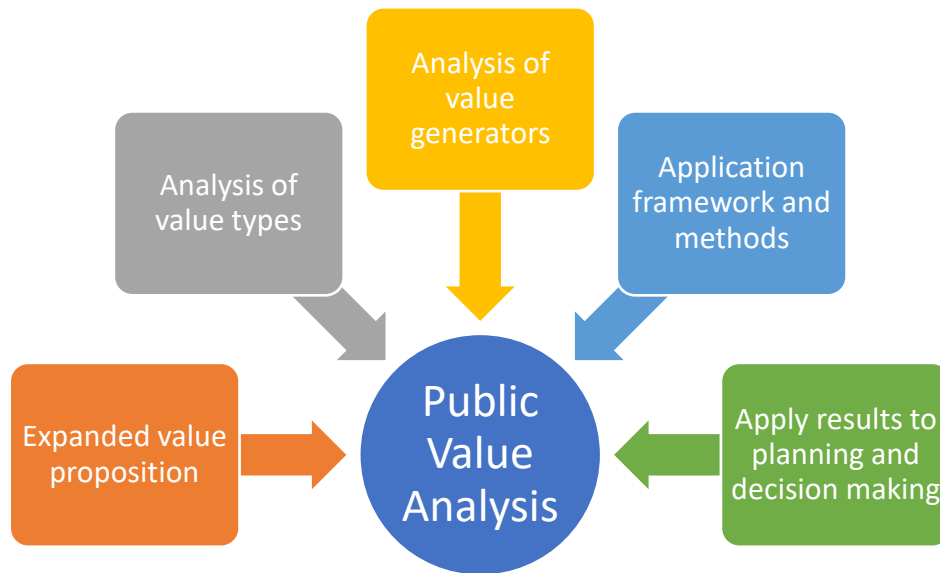 Analysis of
value
generators
Analysis of
value types
Application
framework and
methods
Expanded value
proposition
Public
Value
Analysis
Apply results to
planning and
decision making